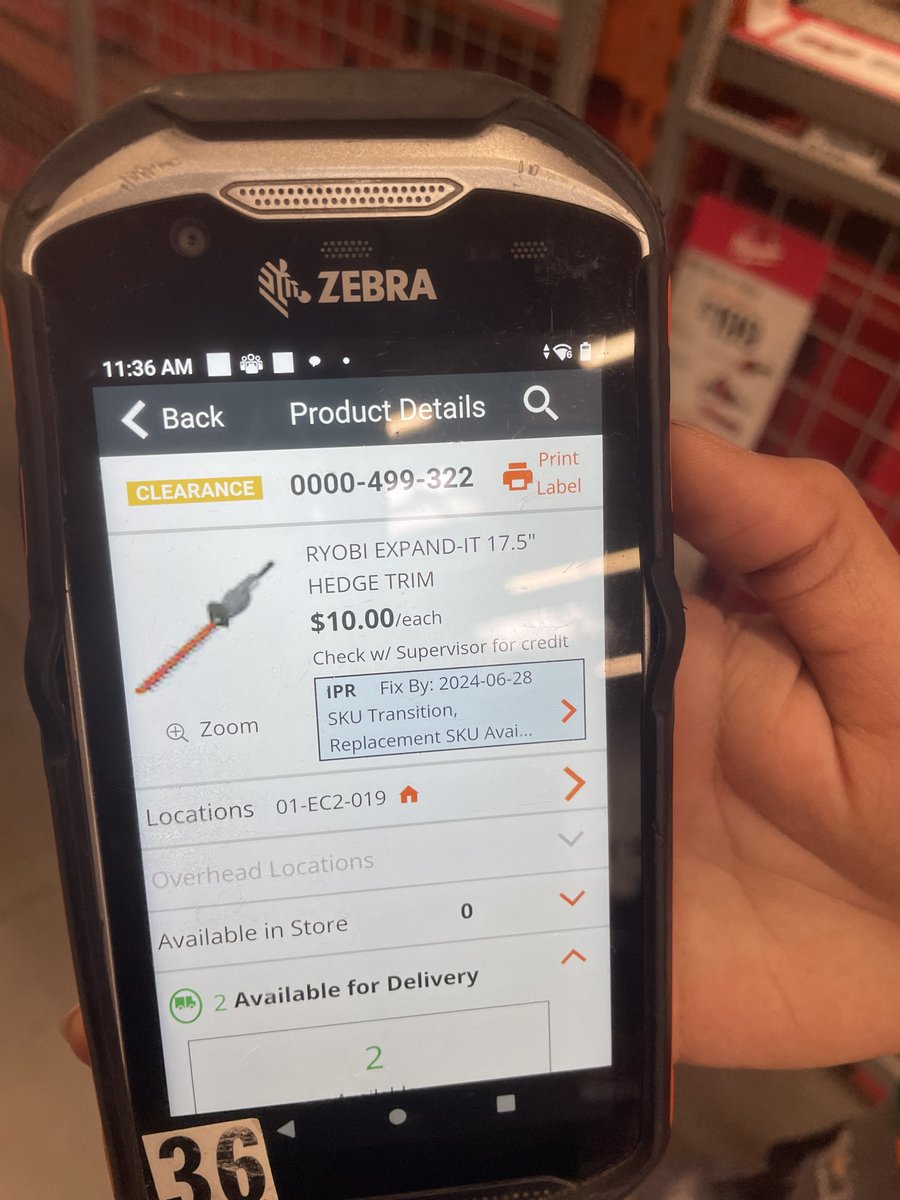 ZEBRA
11:36 AM
Back Product Details
CLEARANCE 0000-499-322 Print Label
RYOBI EXPAND-IT 17.5"
HEDGE TRIM
$10.00/each
Check w/ Supervisor for credit
IPR Fix By: 2024-06-28
SKU Transition,
Replacement SKU Avai...
Zoom
Locations 01-EC2-019
Overhead Locations
Available in Store 0
2 Available for Delivery
2
36